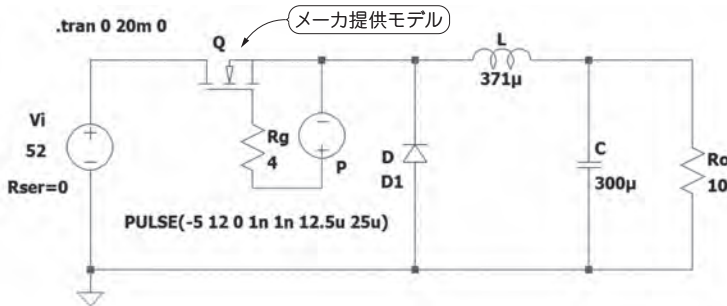 .tran 0 20m 0
メーカ提供モデル
Q
L
371µ
Vi
52
Rser=0
Rg
4
P
D
D1
C
300µ
Ro
10
PULSE(-5 12 0 1n 1n 12.5u 25u)